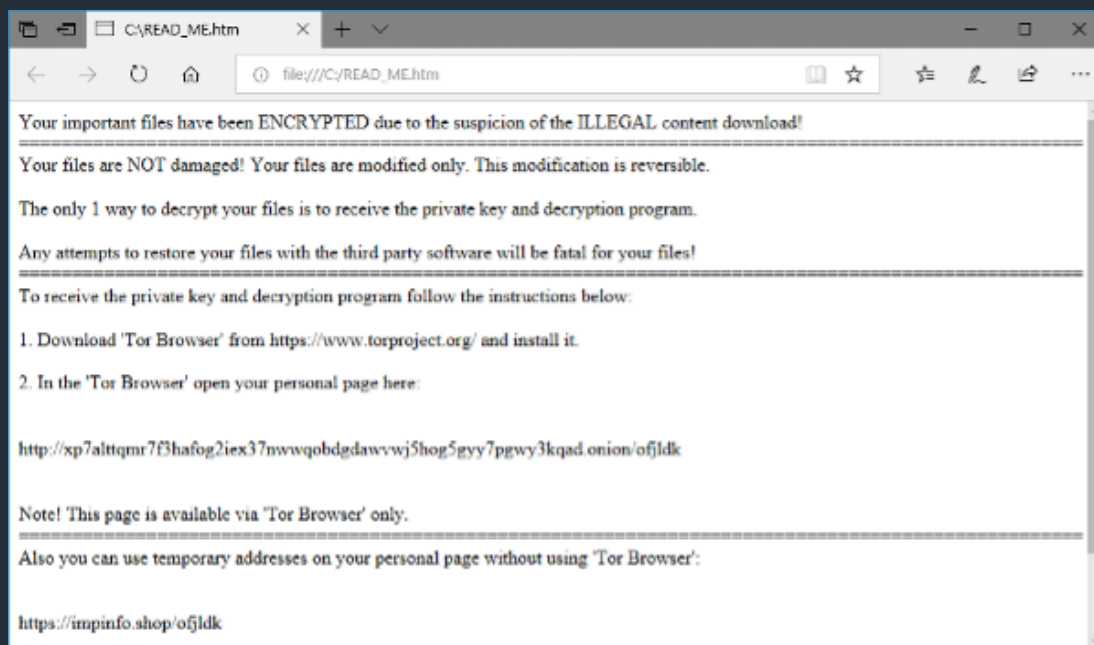 C:\READ_ME.htm
file:///C:/READ_ME.htm
Your important files have been ENCRYPTED due to the suspicion of the ILLEGAL content download!
================================================================================
Your files are NOT damaged! Your files are modified only. This modification is reversible.
The only 1 way to decrypt your files is to receive the private key and decryption program.
Any attempts to restore your files with the third party software will be fatal for your files!
================================================================================
To receive the private key and decryption program follow the instructions below:
1. Download 'Tor Browser' from https://www.torproject.org/ and install it.
2. In the 'Tor Browser' open your personal page here:
http://xp7alttqmr7f3hafog2iex37nwwqobdgdawvwj5hog5gyy7pgwy3kqad.onion/ofjldk
Note! This page is available via 'Tor Browser' only.
================================================================================
Also you can use temporary addresses on your personal page without using 'Tor Browser':
https://impinfo.shop/ofjldk